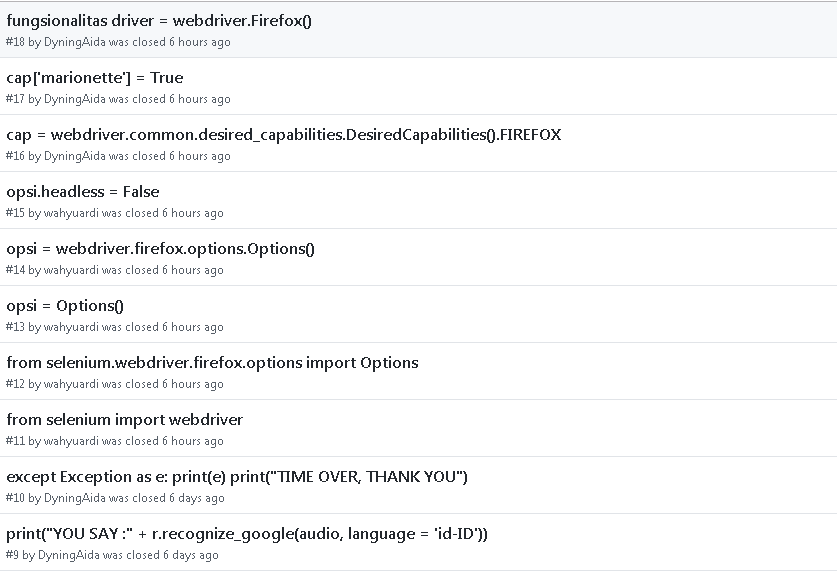 fungsionalitas driver = webdriver.Firefox()
#18 by DyningAida was closed 6 hours ago
cap['marionette'] = True
#17 by DyningAida was closed 6 hours ago
cap = webdriver.common.desired_capabilities.DesiredCapabilities().FIREFOX
#16 by DyningAida was closed 6 hours ago
opsi.headless = False
#15 by wahyuardi was closed 6 hours ago
opsi = webdriver.firefox.options.Options()
#14 by wahyuardi was closed 6 hours ago
opsi = Options()
#13 by wahyuardi was closed 6 hours ago
from selenium.webdriver.firefox.options import Options
#12 by wahyuardi was closed 6 hours ago
from selenium import webdriver
#11 by wahyuardi was closed 6 hours ago
except Exception as e: print(e) print("TIME OVER, THANK YOU")
#10 by DyningAida was closed 6 days ago
print("YOU SAY :" + r.recognize_google(audio, language = 'id-ID'))
#9 by DyningAida was closed 6 days ago